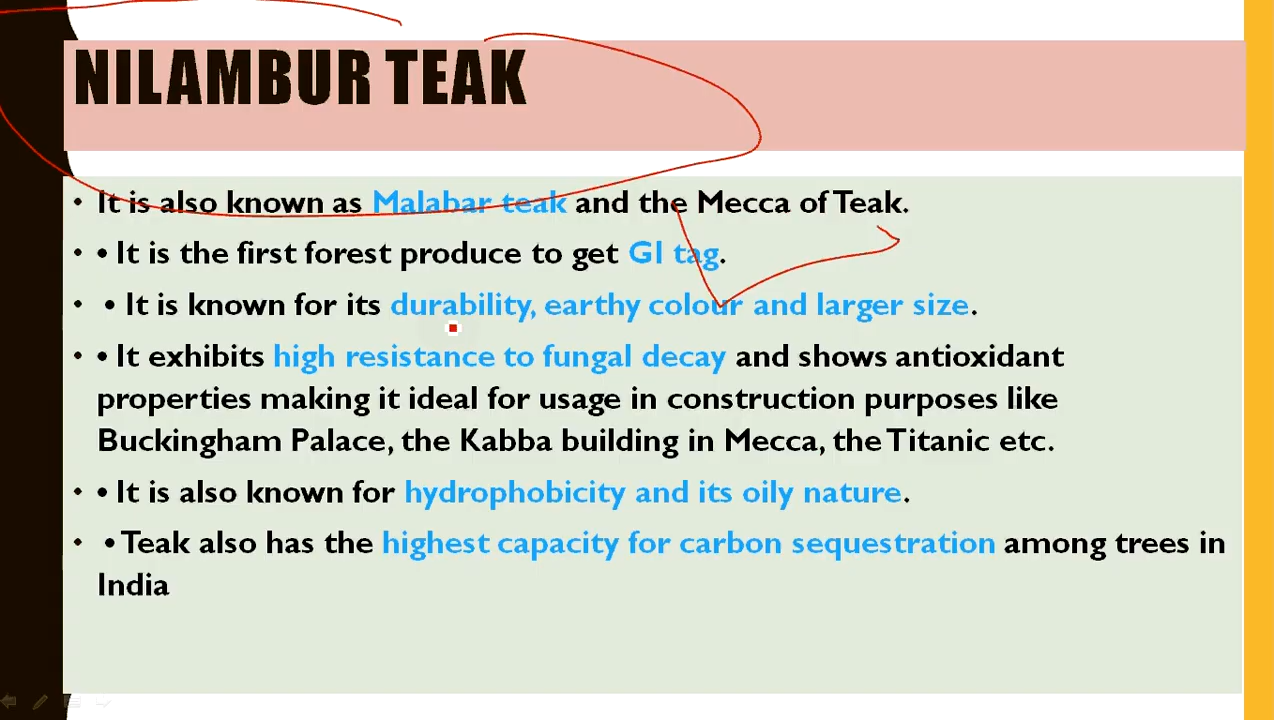 NILAMBUR TEAK
• It is also known as Malabar teak and the Mecca of Teak.
• • It is the first forest produce to get GI tag.
• • It is known for its durability, earthy colour and larger size.
• • It exhibits high resistance to fungal decay and shows antioxidant
properties making it ideal for usage in construction purposes like
Buckingham Palace, the Kabba building in Mecca, the Titanic etc.
• • It is also known for hydrophobicity and its oily nature.
• • Teak also has the highest capacity for carbon sequestration among trees in
India